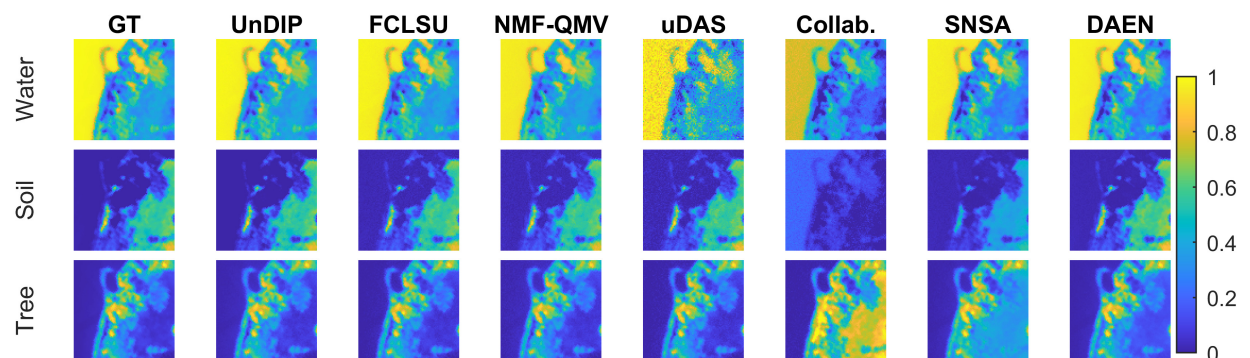 GT UnDIP FCLSU NMF-QMV uDAS Collab. SNSA DAEN
Water
Soil
Tree
1
0.8
0.6
0.4
0.2
0